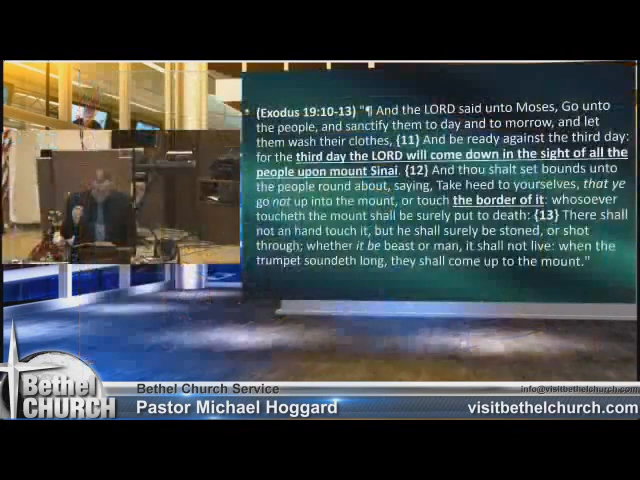 (Exodus 19:10-13) "¶ And the LORD said unto Moses, Go unto
the people, and sanctify them to day and to morrow, and let
them wash their clothes, {11} And be ready against the third day:
for the third day the LORD will come down in the sight of all the
people upon mount Sinai. {12} And thou shalt set bounds unto
the people round about, saying, Take heed to yourselves, that ye
go not up into the mount, or touch the border of it: whosoever
toucheth the mount shall be surely put to death: {13} There shall
not an hand touch it, but he shall surely be stoned, or shot
through; whether it be beast or man, it shall not live: when the
trumpet soundeth long, they shall come up to the mount."
Bethel
CHURCH
Bethel Church Service
info@visitbethelchurch.com
Pastor Michael Hoggard
visitbethelchurch.com